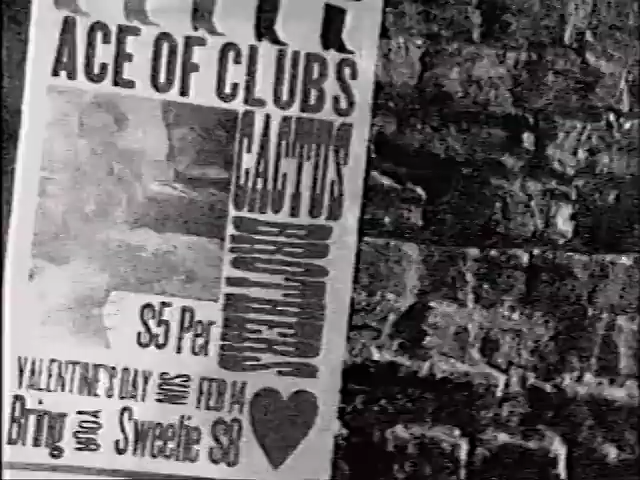 ACE OF CLUBS
CACTUS
BROTHERS
$5 Per
VALENTINE'S DAY SUN FEB 14
Bring YOUR Sweetie $8